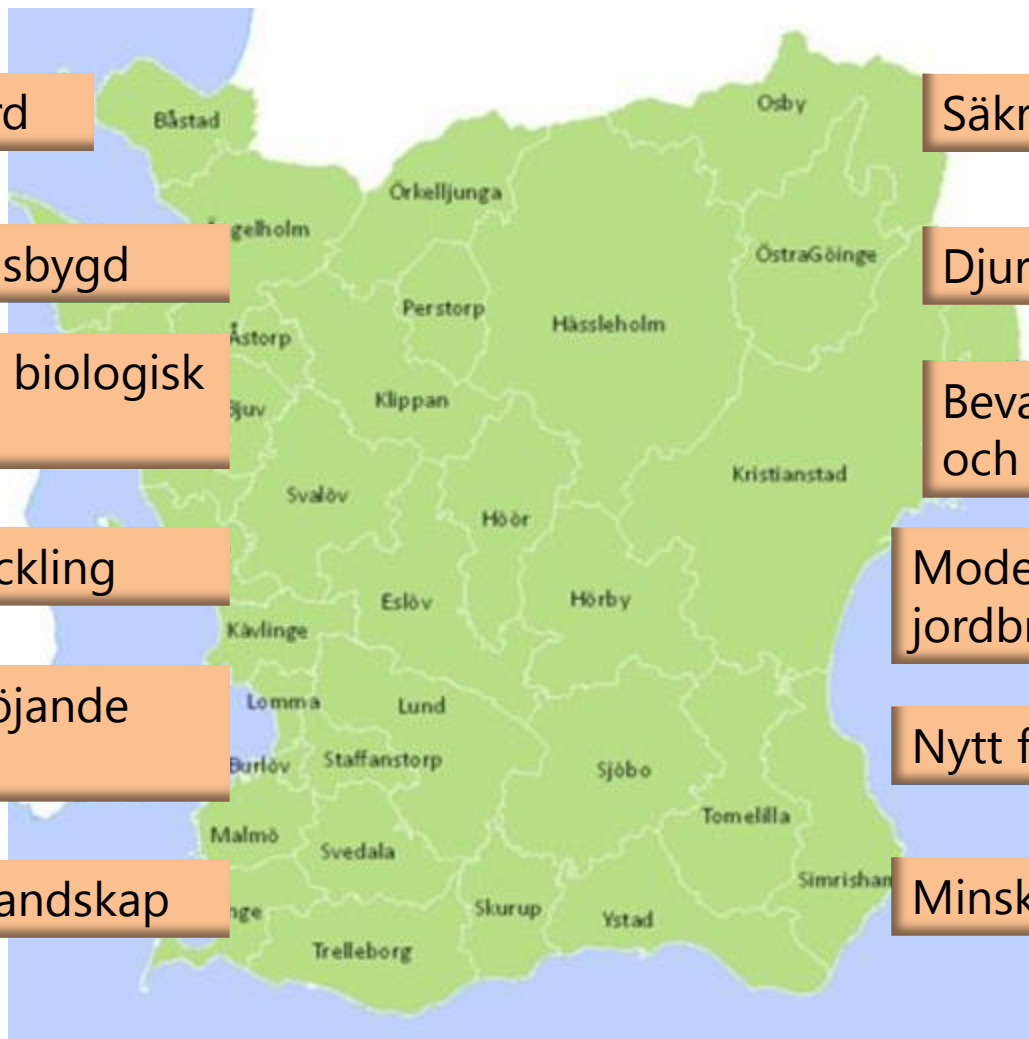 rd
Säkr
Båstad
Osby
Örkelljunga
gelholm
sbygd
ÖstraGöinge
Djur
Perstorp
Hässleholm
Åstorp
biologisk
Bjuv
Klippan
Beva
och
Kristianstad
Svalöv
Höör
ckling
Mode
jordbr
Eslöv
Hörby
Kävlinge
öjande
Lomma
Lund
Nytt f
Burlöv
Staffanstorp
Sjöbo
Malmö
Svedala
Tomelilla
Simrishan
andskap
nge
Skurup
Ystad
Minsk
Trelleborg